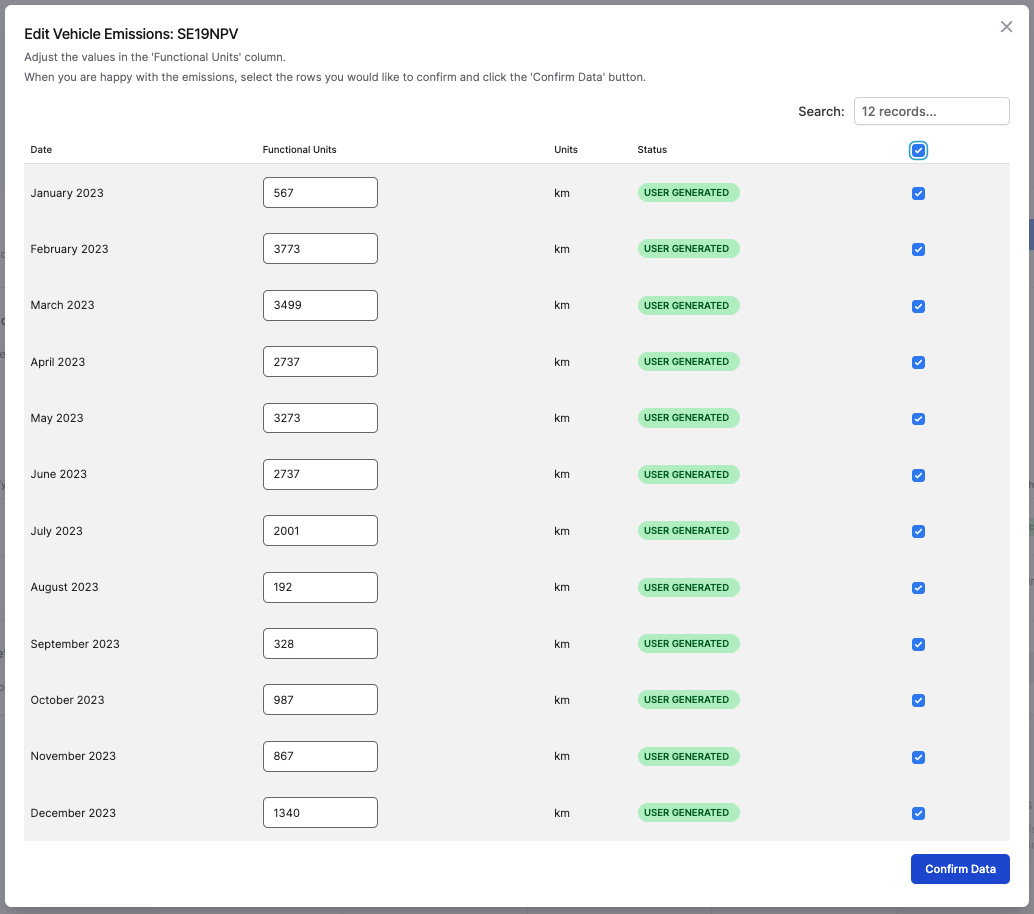 Edit Vehicle Emissions: SE19NPV
Adjust the values in the 'Functional Units' column.
When you are happy with the emissions, select the rows you would like to confirm and click the 'Confirm Data' button.
Search: 12 records...
Date Functional Units Units Status
January 2023 567 km USER GENERATED
February 2023 3773 km USER GENERATED
March 2023 3499 km USER GENERATED
April 2023 2737 km USER GENERATED
May 2023 3273 km USER GENERATED
June 2023 2737 km USER GENERATED
July 2023 2001 km USER GENERATED
August 2023 192 km USER GENERATED
September 2023 328 km USER GENERATED
October 2023 987 km USER GENERATED
November 2023 867 km USER GENERATED
December 2023 1340 km USER GENERATED
Confirm Data